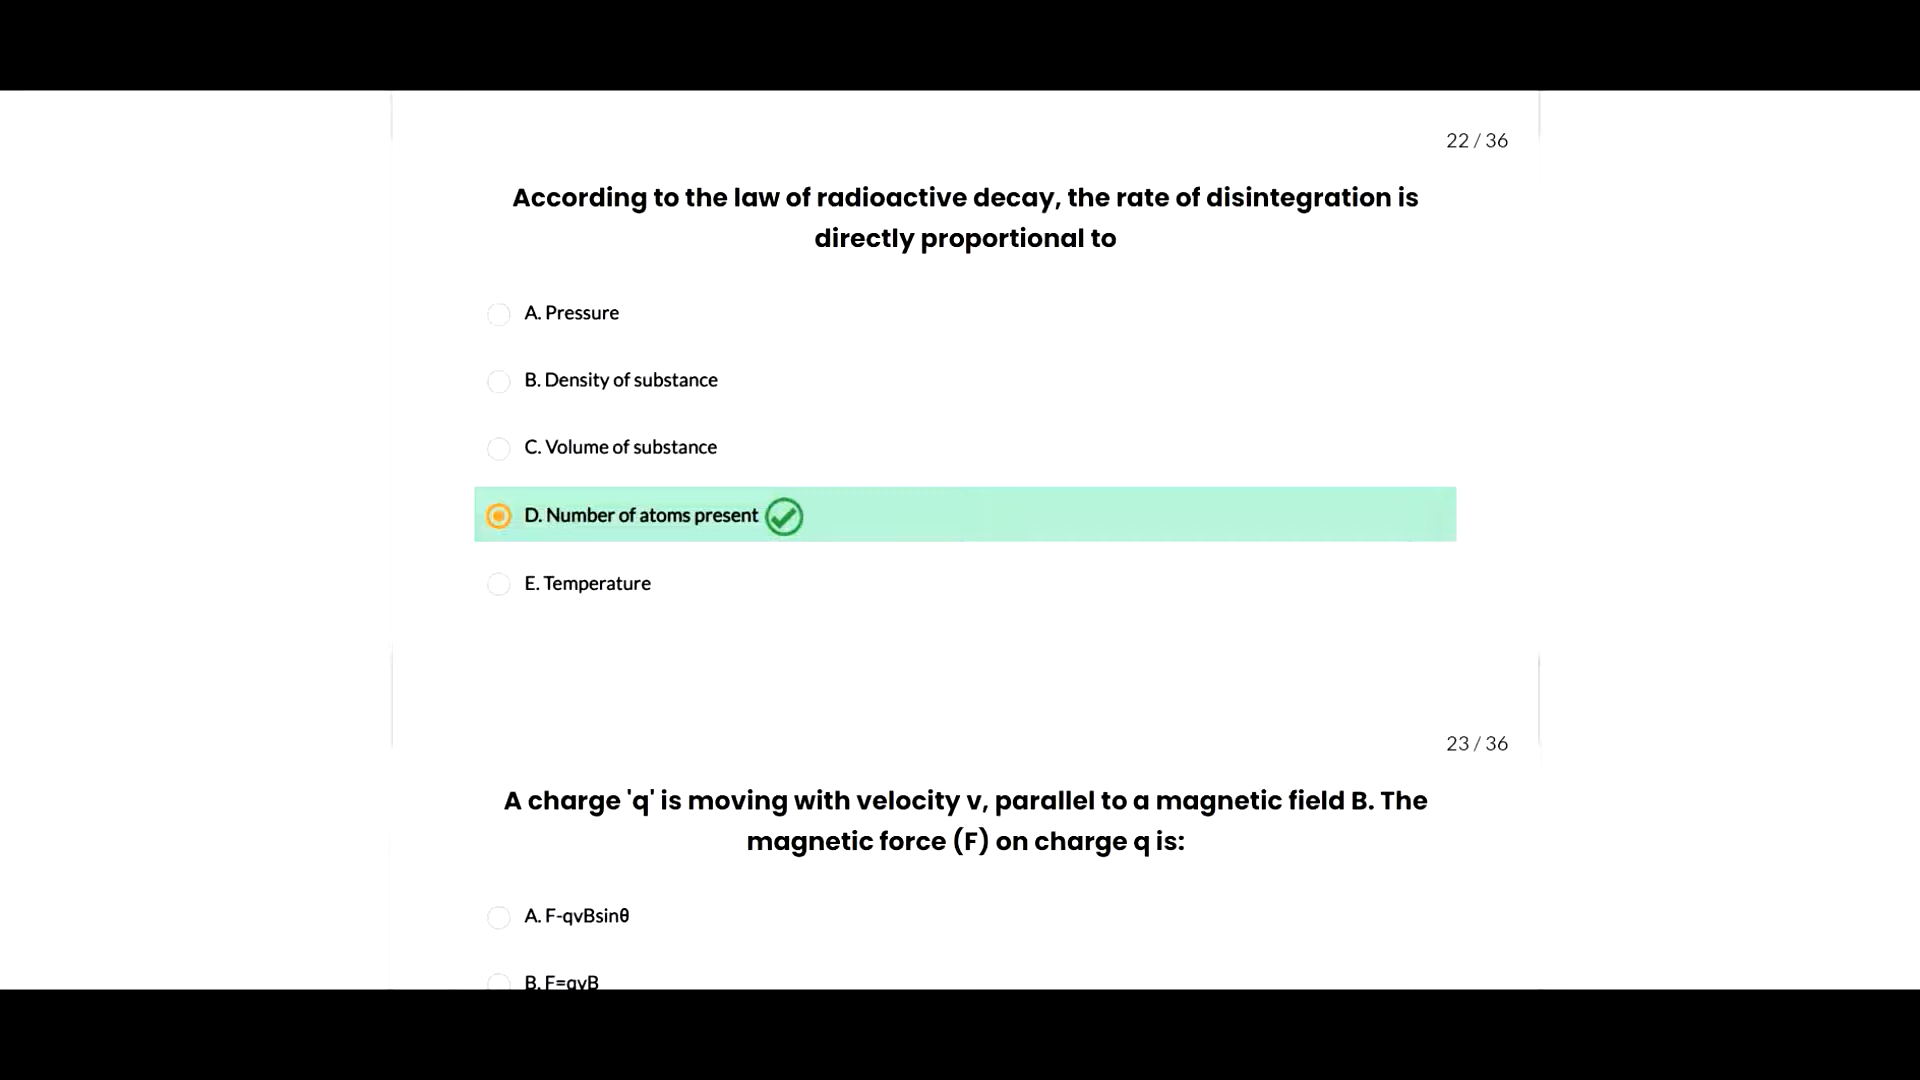 22 / 36
According to the law of radioactive decay, the rate of disintegration is
directly proportional to
A. Pressure
B. Density of substance
C. Volume of substance
D. Number of atoms present
E. Temperature
23 / 36
A charge 'q' is moving with velocity v, parallel to a magnetic field B. The
magnetic force (F) on charge q is:
A. F-qvBsinθ
B. F=qvB